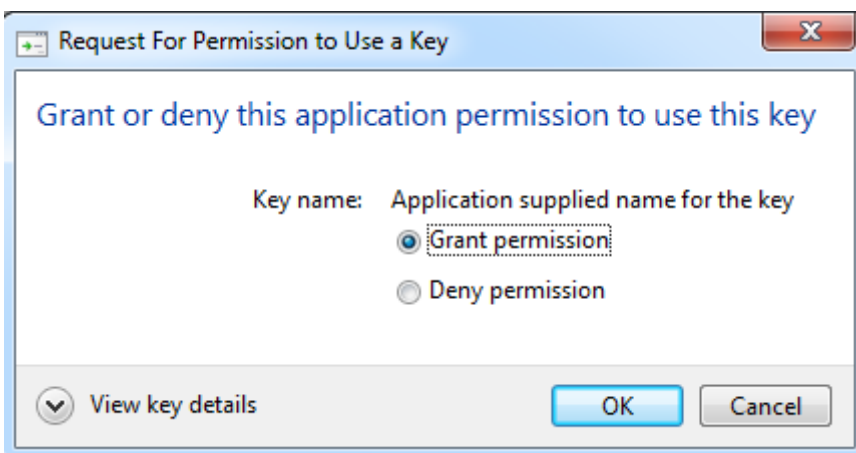 Request For Permission to Use a Key
Grant or deny this application permission to use this key
Key name: Application supplied name for the key
Grant permission
Deny permission
View key details OK Cancel